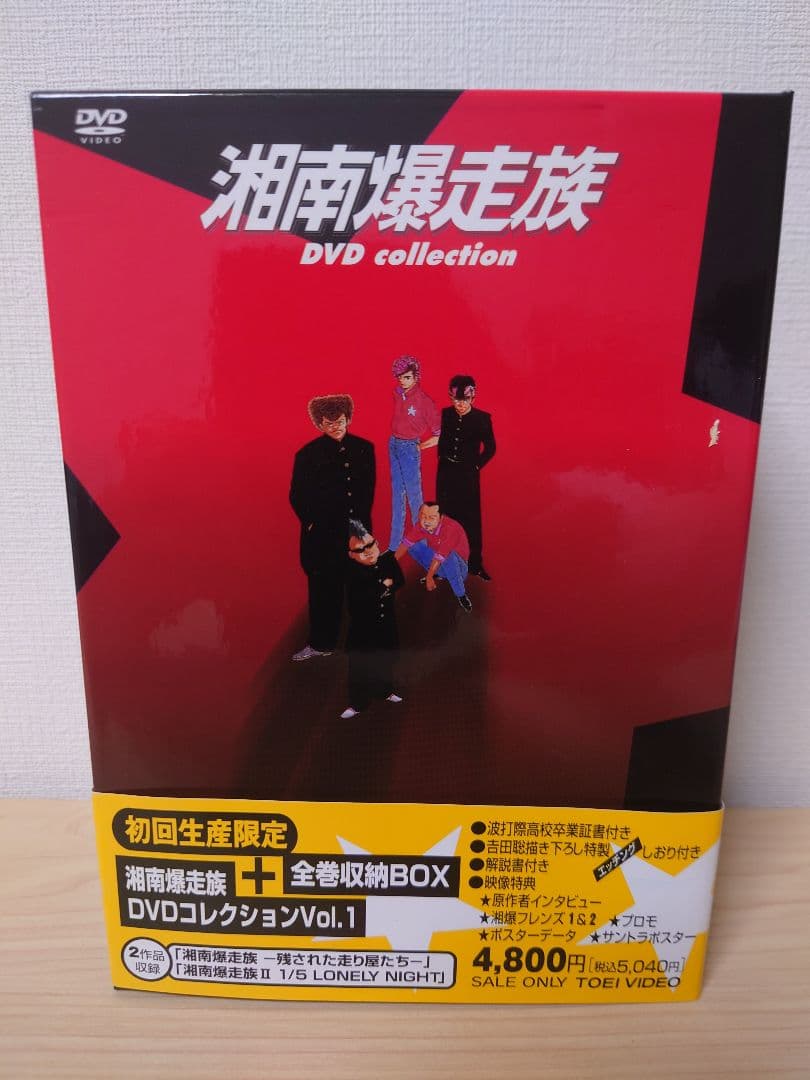 DVD
VIDEO
湘南爆走族
DVD collection
初回生産限定
湘南爆走族
DVDコレクションVol.1
+
全巻収納BOX
2作品
収録
「湘南爆走族 ー残された走り屋たちー」
「湘南爆走族Ⅱ 1/5 LONELY NIGHT」
●波打際高校卒業証書付き
●吉田聡描き下ろし特製エッチングしおり付き
●解説書付き
●映像特典
★原作者インタビュー
★湘爆フレンズ1&2 ★プロモ
★ポスターデータ ★サントラポスター
4,800円[税込5,040円]
SALE ONLY TOEI VIDEO